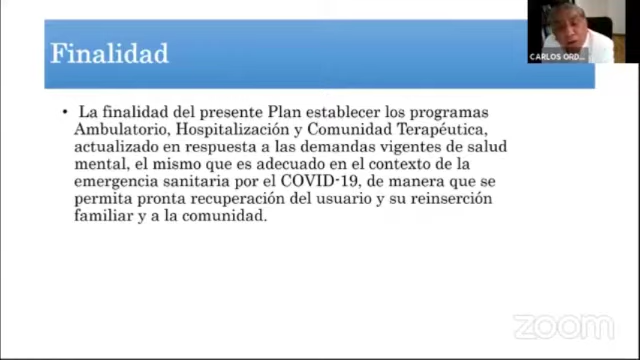 Finalidad
CARLOS ORD...
• La finalidad del presente Plan establecer los programas
Ambulatorio, Hospitalización y Comunidad Terapéutica,
actualizado en respuesta a las demandas vigentes de salud
mental, el mismo que es adecuado en el contexto de la
emergencia sanitaria por el COVID-19, de manera que se
permita pronta recuperación del usuario y su reinserción
familiar y a la comunidad.
zoom